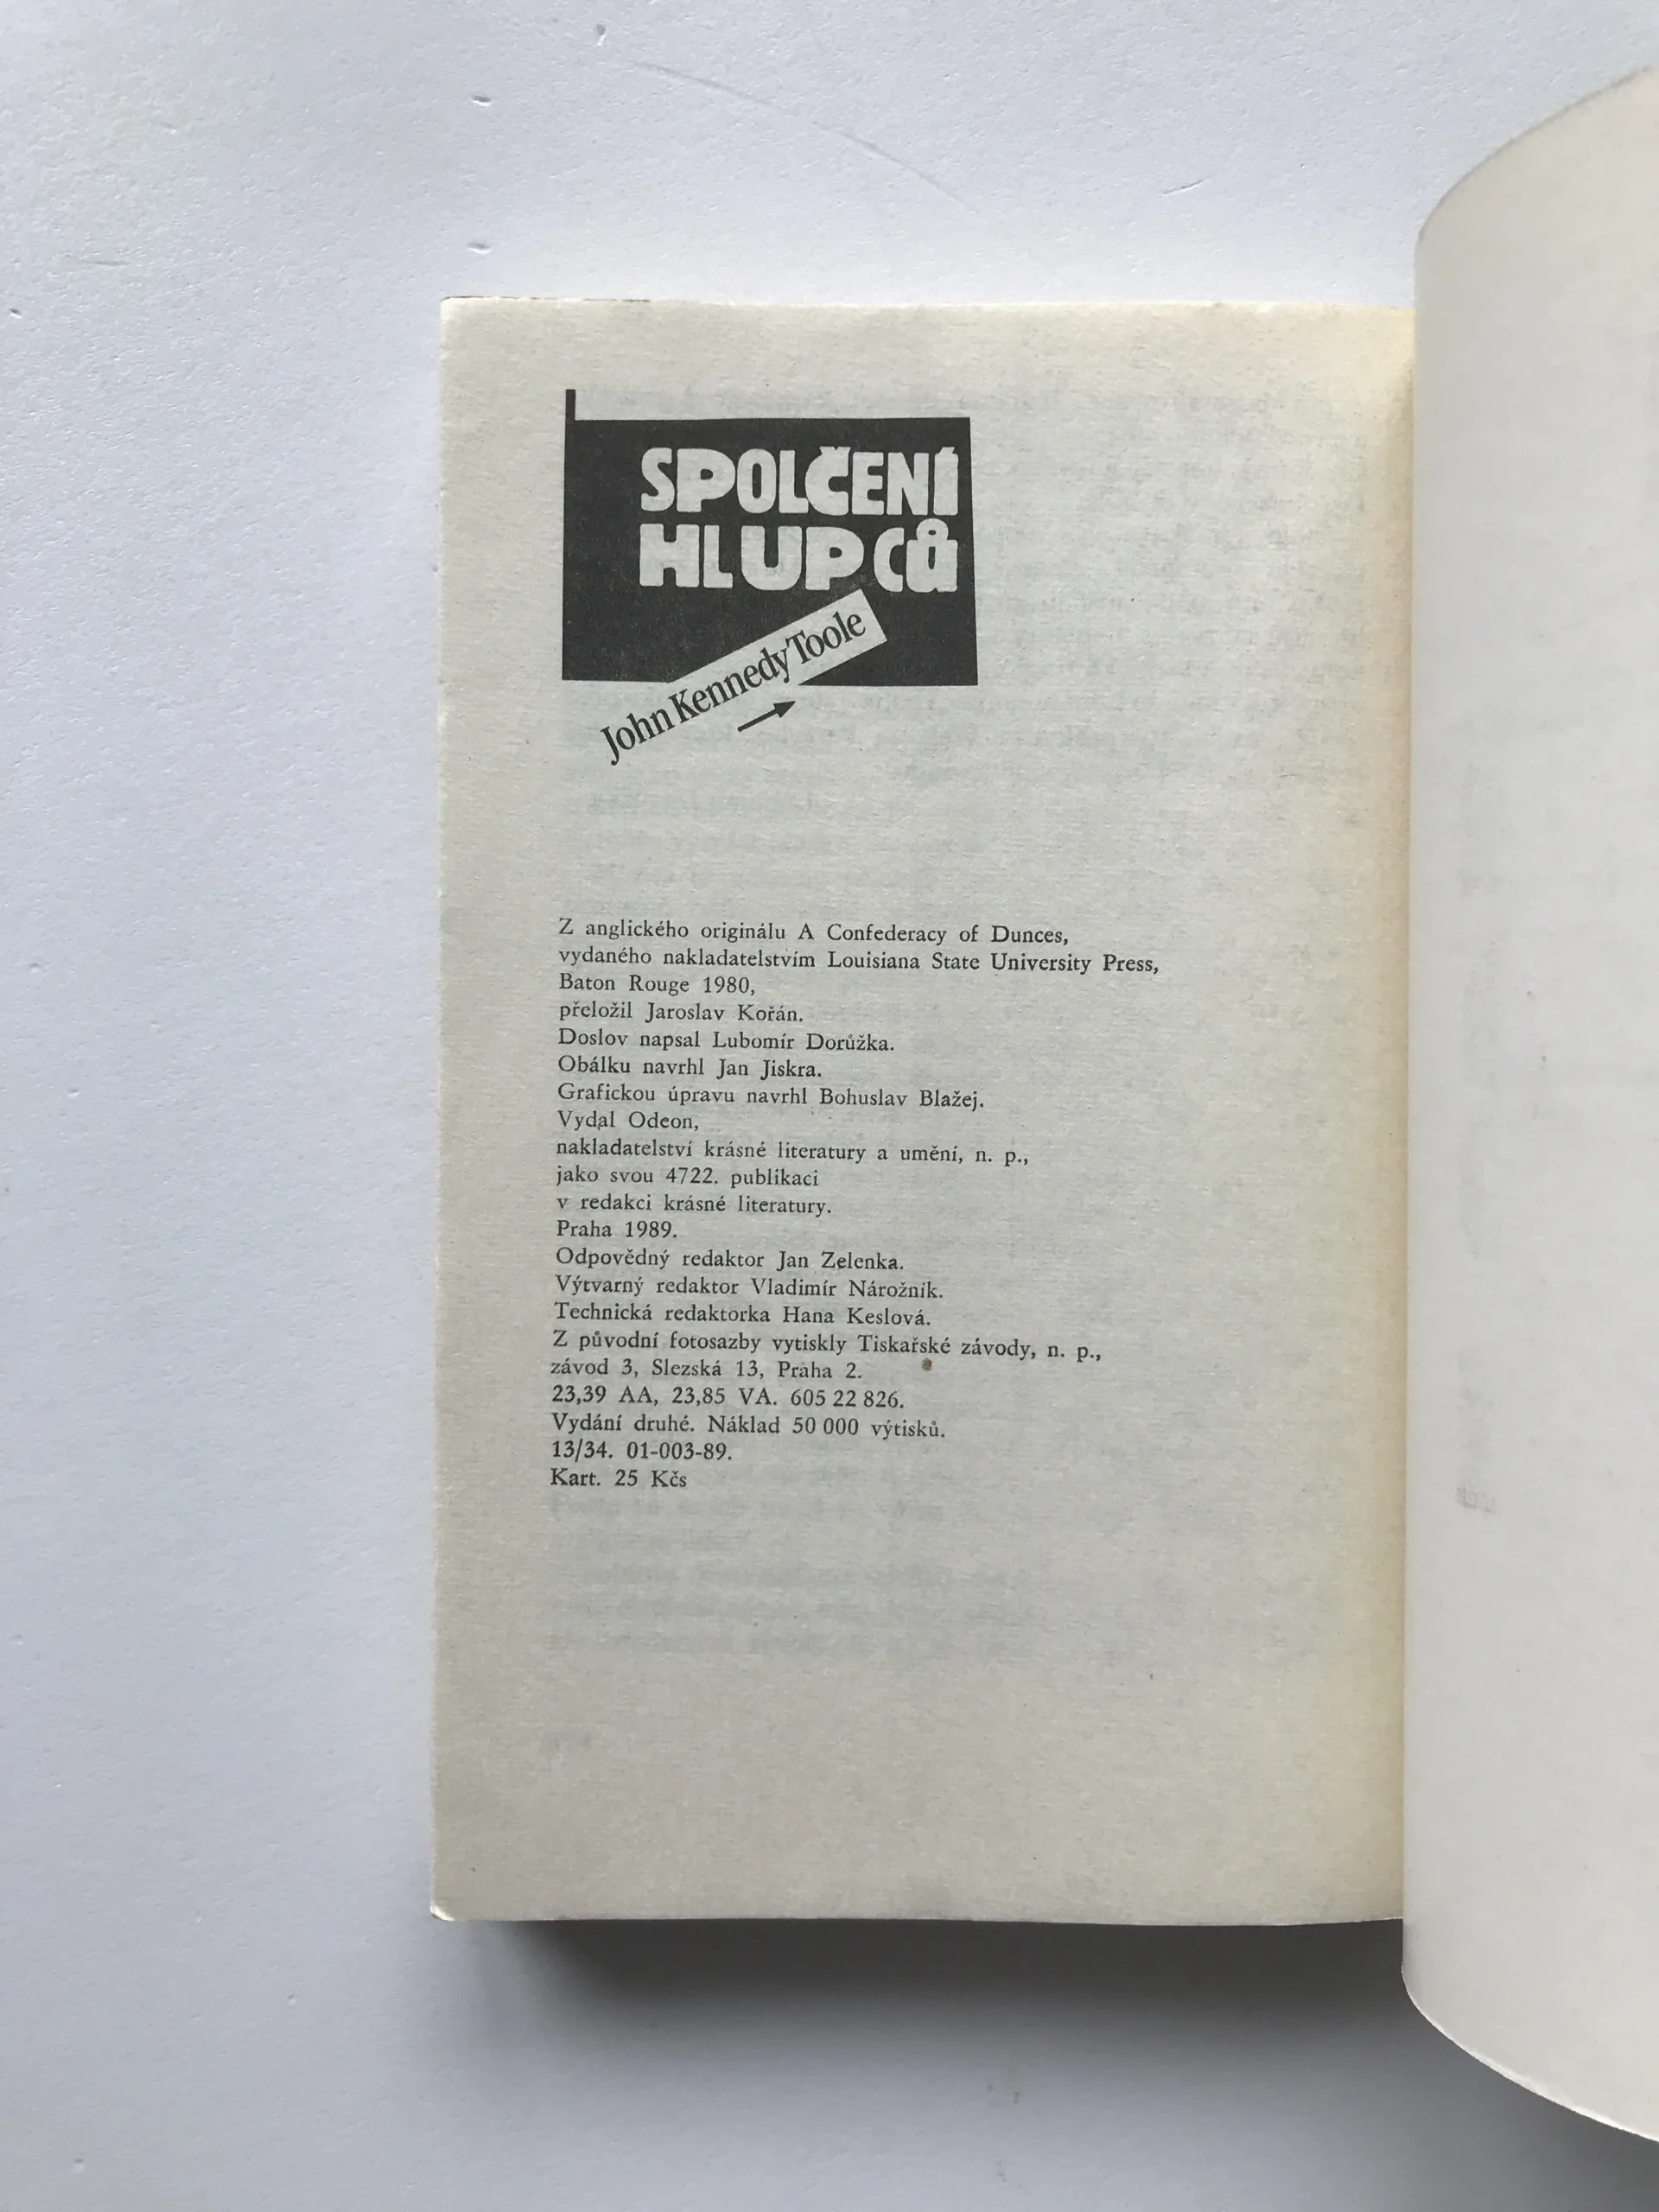 SPOLČENÍ
HLUPCŮ
John Kennedy Toole
Z anglického originálu A Confederacy of Dunces,
vydaného nakladatelstvím Louisiana State University Press,
Baton Rouge 1980,
přeložil Jaroslav Kořán.
Doslov napsal Lubomír Dorůžka.
Obálku navrhl Jan Jiskra.
Grafickou úpravu navrhl Bohuslav Blažej.
Vydal Odeon,
nakladatelství krásné literatury a umění, n. p.,
jako svou 4722. publikaci
v redakci krásné literatury.
Praha 1989.
Odpovědný redaktor Jan Zelenka.
Výtvarný redaktor Vladimír Nárožník.
Technická redaktorka Hana Keslová.
Z původní fotosazby vytiskly Tiskařské závody, n. p.,
závod 3, Slezská 13, Praha 2.
23,39 AA, 23,85 VA. 605 22 826.
Vydání druhé. Náklad 50 000 výtisků.
13/34. 01-003-89.
Kart. 25 Kčs